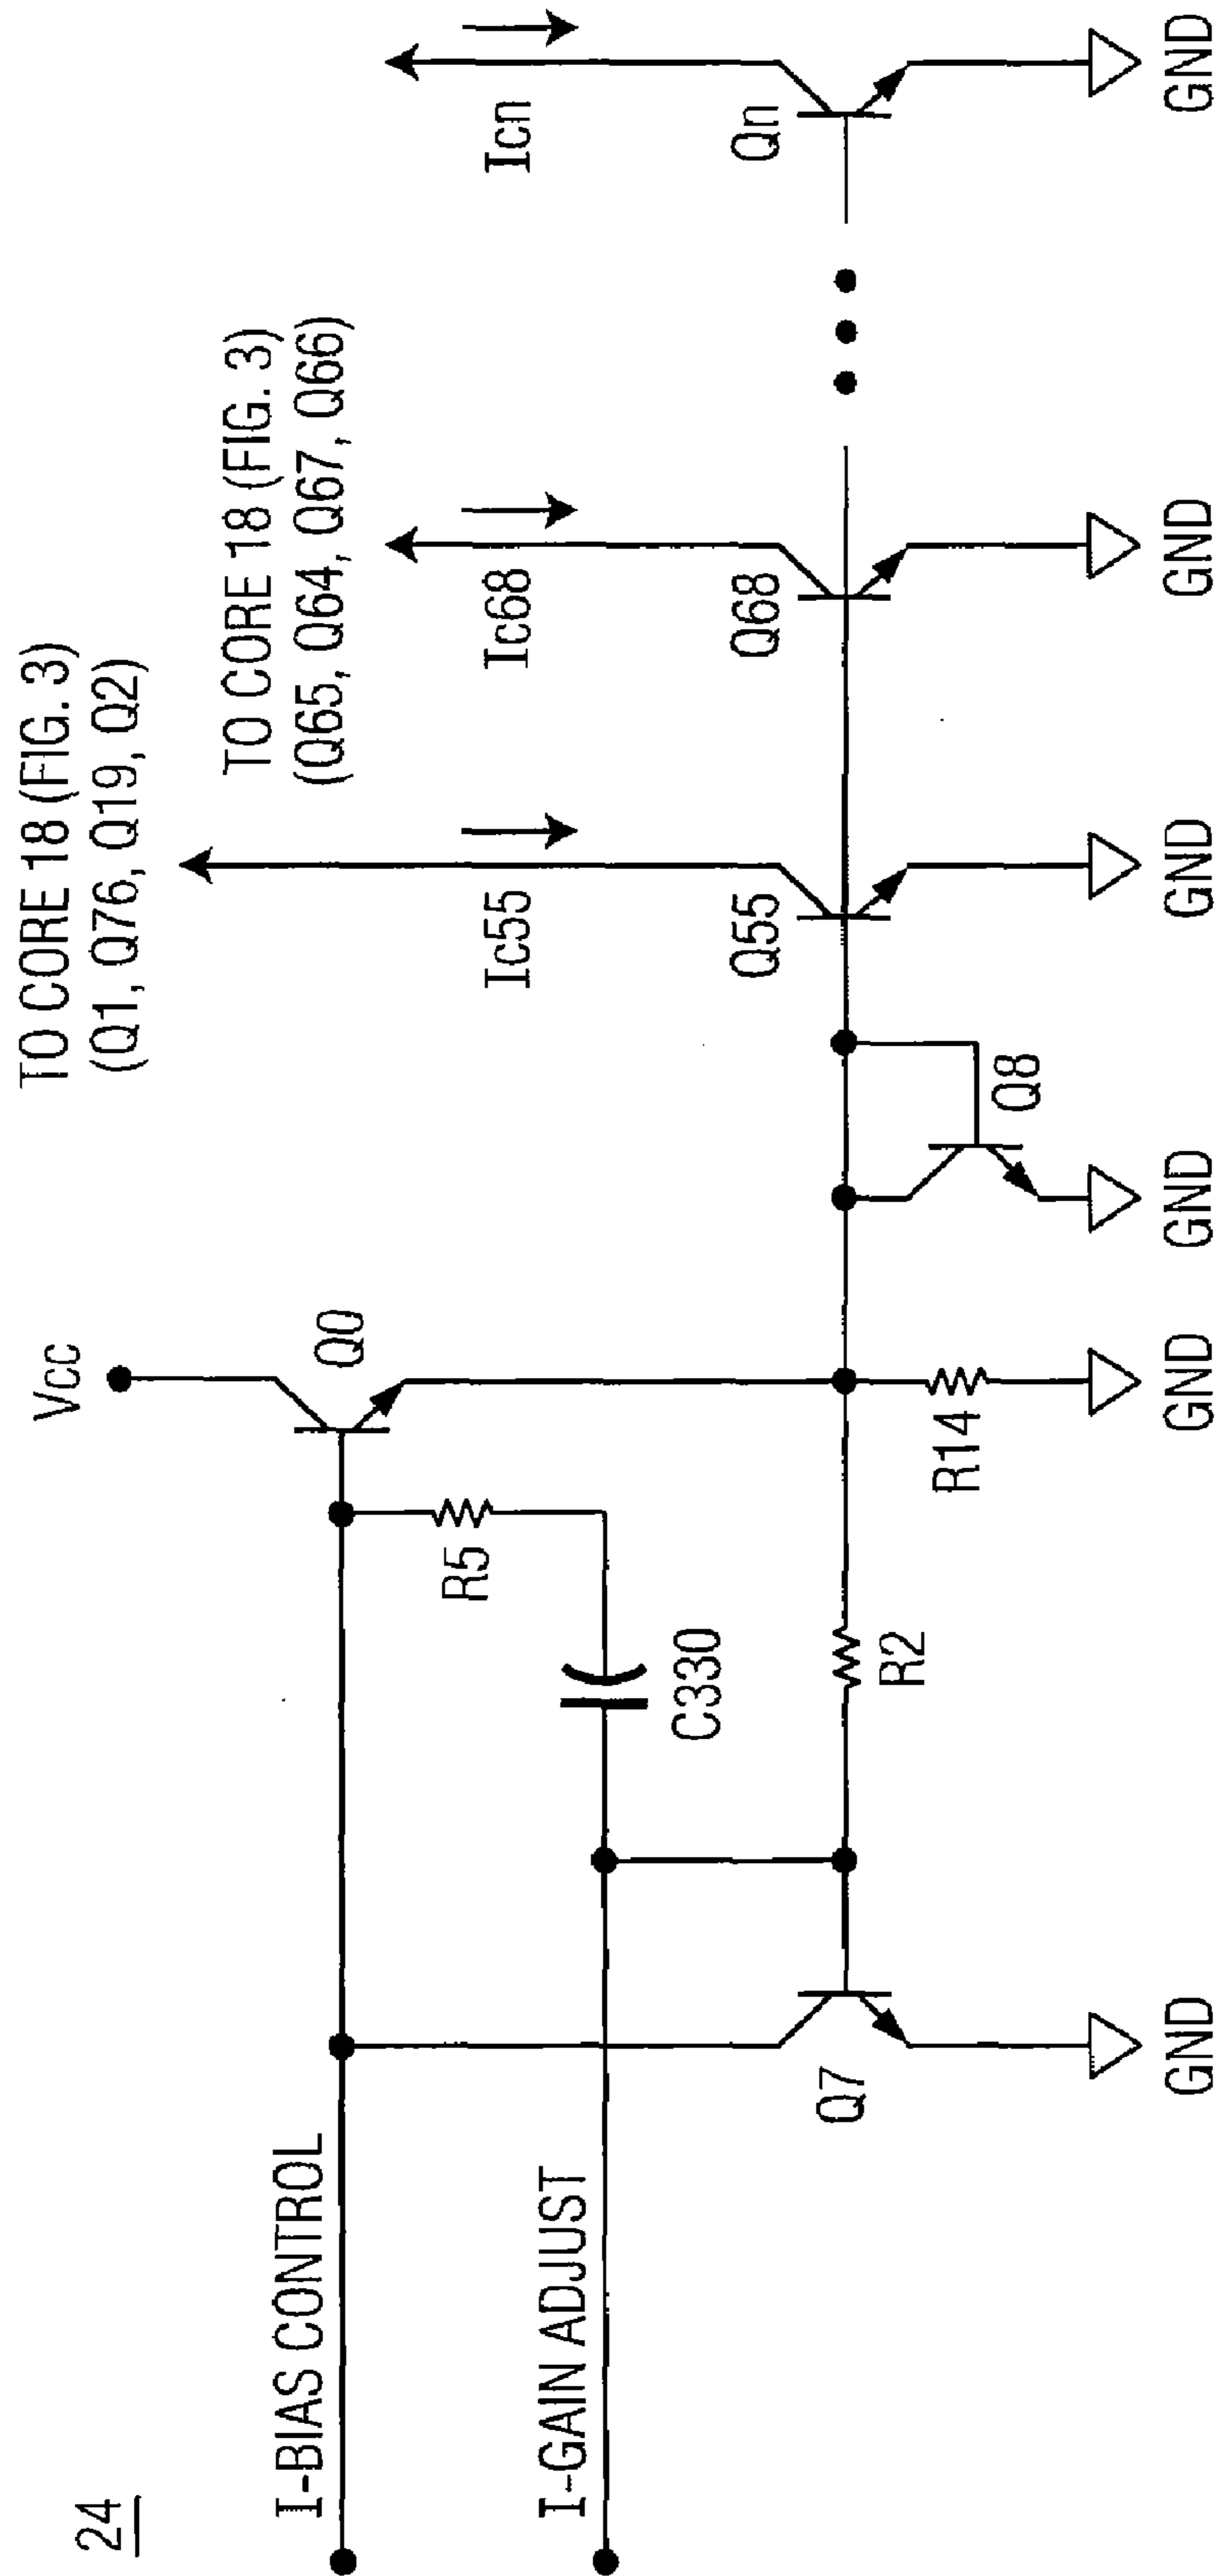 24
I-BIAS CONTROL
I-GAIN ADJUST
Q7
GND
C330
R5
R2
Vcc
Q0
R14
GND
Q8
GND
TO CORE 18 (FIG. 3)
(Q1, Q76, Q19, Q2)
Ic55
Q55
GND
TO CORE 18 (FIG. 3)
(Q65, Q64, Q67, Q66)
Ic68
Q68
GND
Icn
Qn
GND